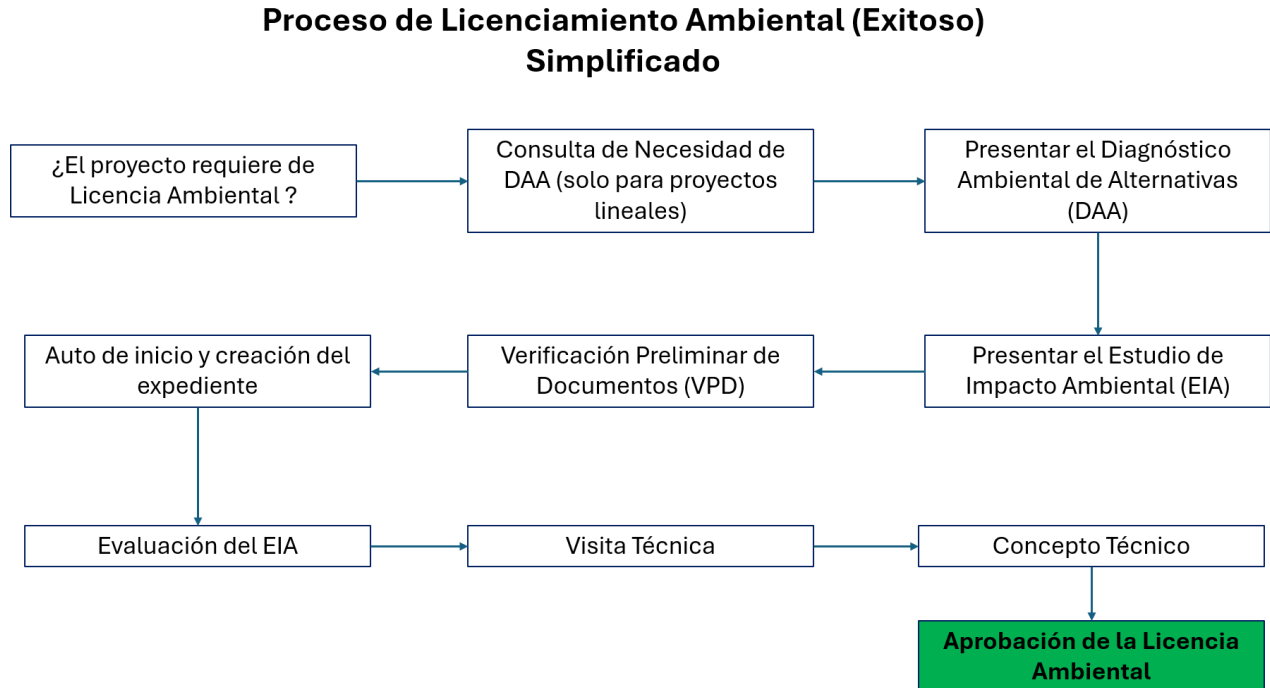 Proceso de Licenciamiento Ambiental (Exitoso)
Simplificado
¿El proyecto requiere de
Licencia Ambiental ?
Consulta de Necesidad de
DAA (solo para proyectos
lineales)
Presentar el Diagnóstico
Ambiental de Alternativas
(DAA)
Presentar el Estudio de
Impacto Ambiental (EIA)
Verificación Preliminar de
Documentos (VPD)
Auto de inicio y creación del
expediente
Evaluación del EIA
Visita Técnica
Concepto Técnico
Aprobación de la Licencia
Ambiental